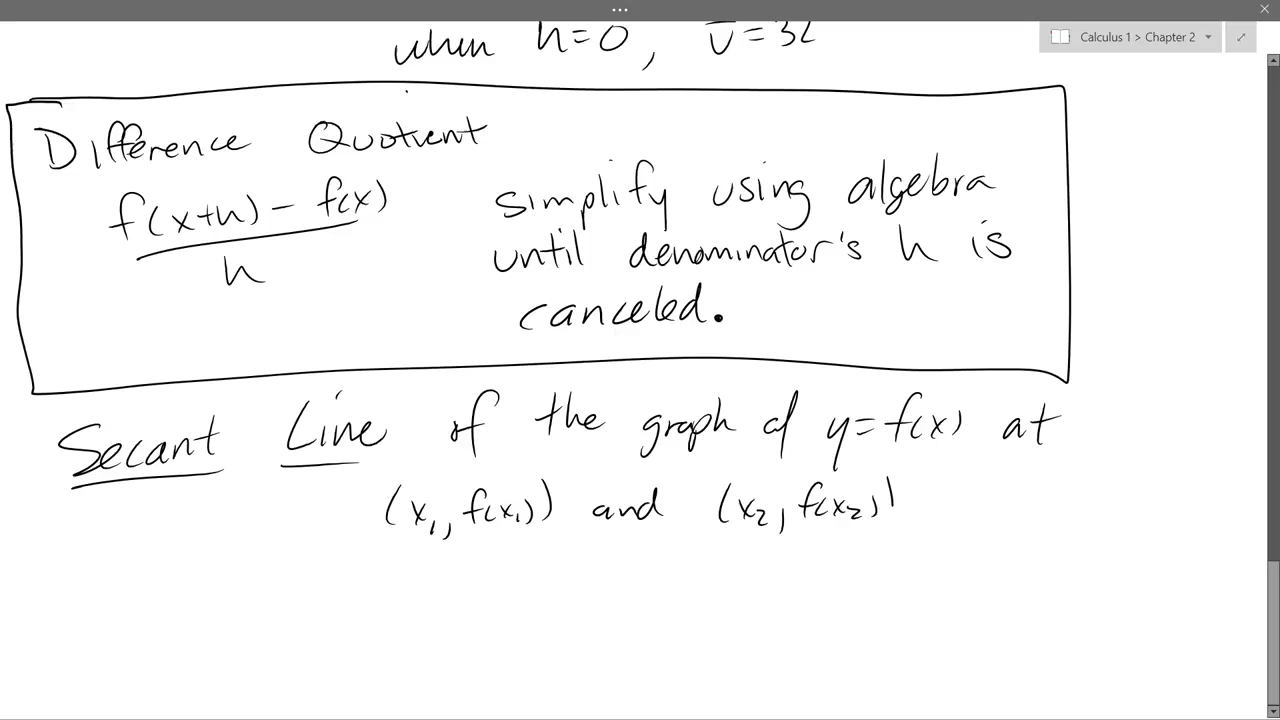 Calculus 1 > Chapter 2
when h=0, v̅=32
Difference Quotient
f(x+h) - f(x)
h
simplify using algebra
until denominator's h is
canceled.
Secant Line of the graph of y=f(x) at
(x₁, f(x₁)) and (x₂, f(x₂))